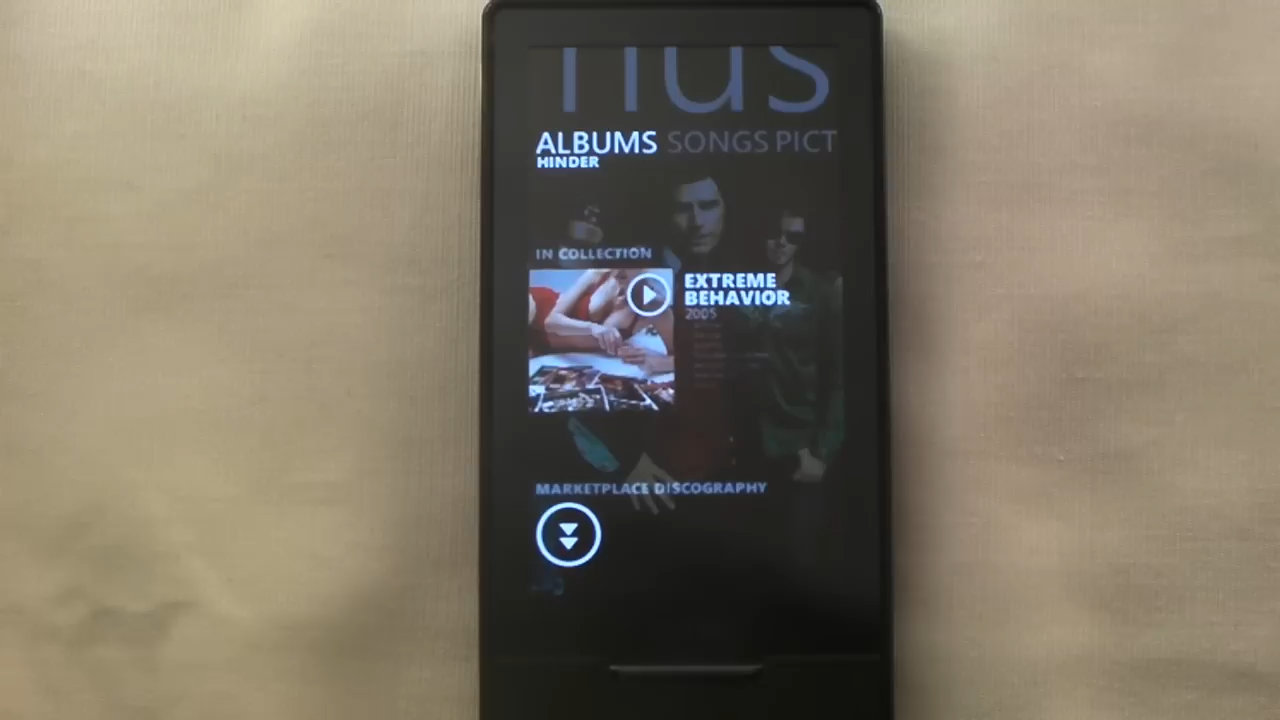 ALBUMS SONGS PICT
HINDER
IN COLLECTION
EXTREME
BEHAVIOR
2005
MARKETPLACE DISCOGRAPHY